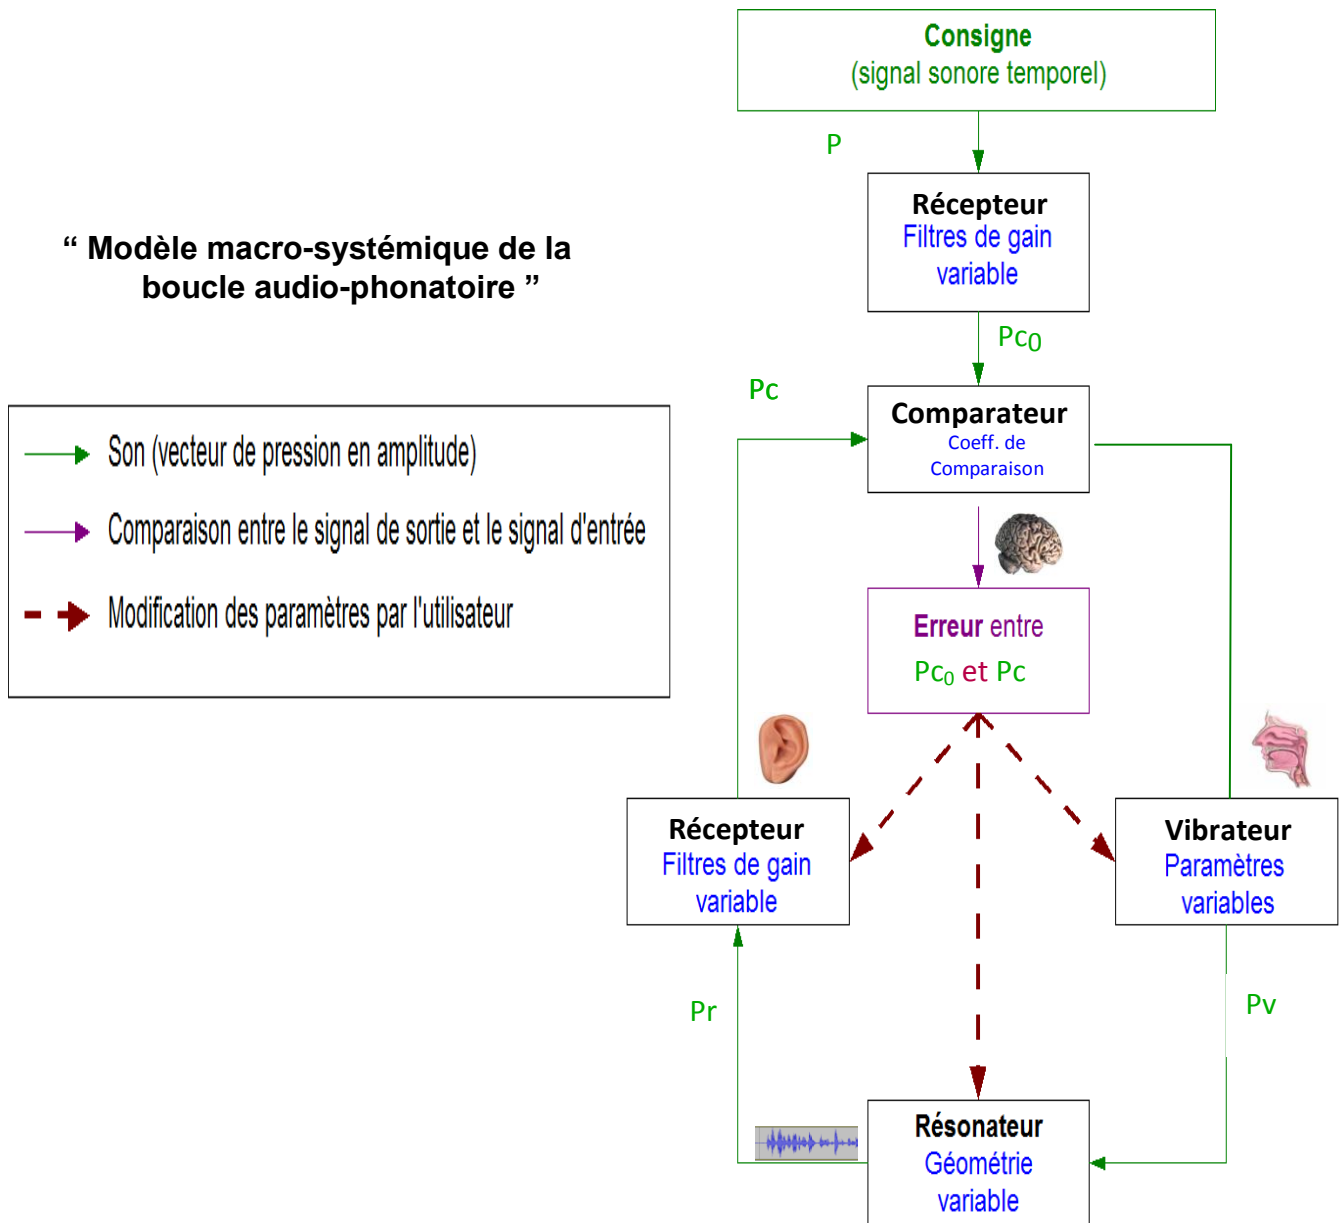 Consigne
(signal sonore temporel)
P
Récepteur
Filtres de gain
variable
“ Modèle macro-systémique de la
boucle audio-phonatoire ”
Pc0
Pc
Comparateur
Coeff. de
Comparaison
Son (vecteur de pression en amplitude)
Comparaison entre le signal de sortie et le signal d'entrée
Modification des paramètres par l'utilisateur
Erreur entre
Pc0 et Pc
Récepteur
Filtres de gain
variable
Vibrateur
Paramètres
variables
Pr
Pv
Résonateur
Géométrie
variable